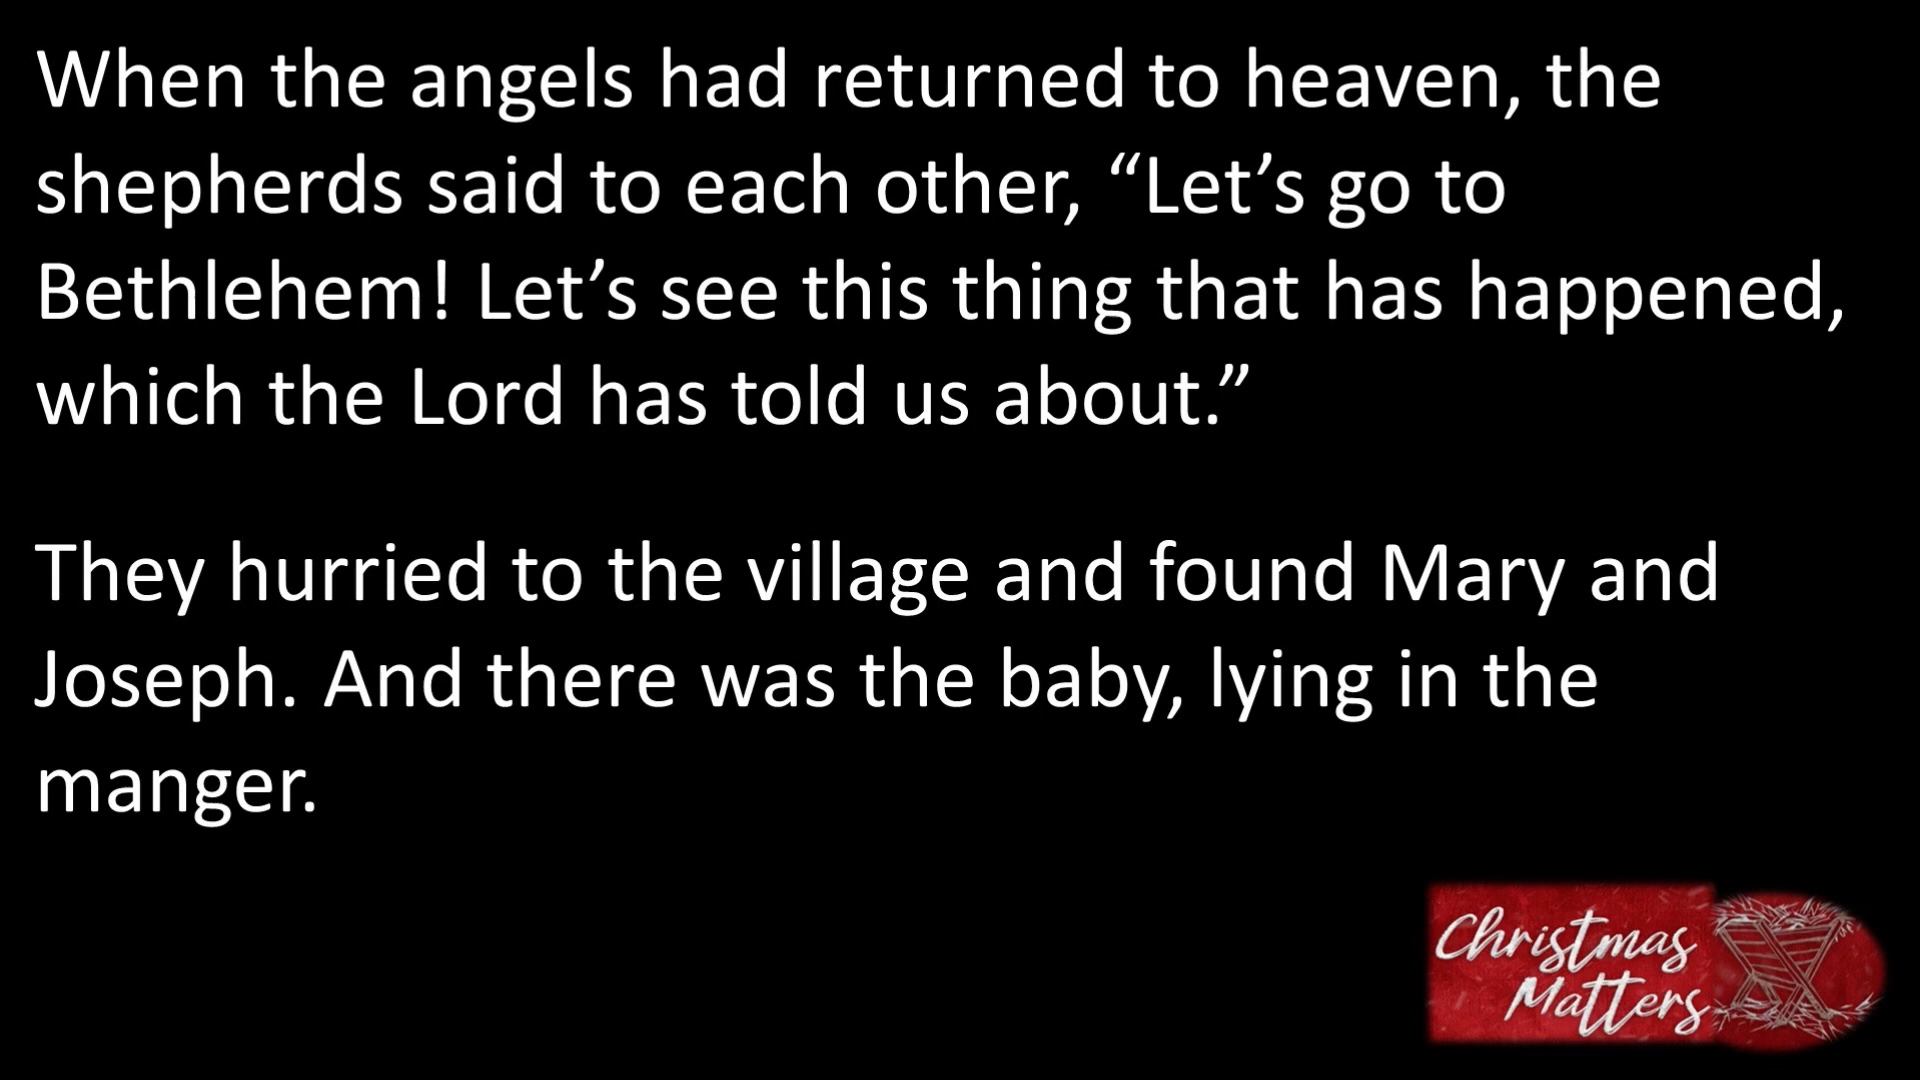 When the angels had returned to heaven, the
shepherds said to each other, “Let’s go to
Bethlehem! Let’s see this thing that has happened,
which the Lord has told us about.”
They hurried to the village and found Mary and
Joseph. And there was the baby, lying in the
manger.
Christmas
Matters